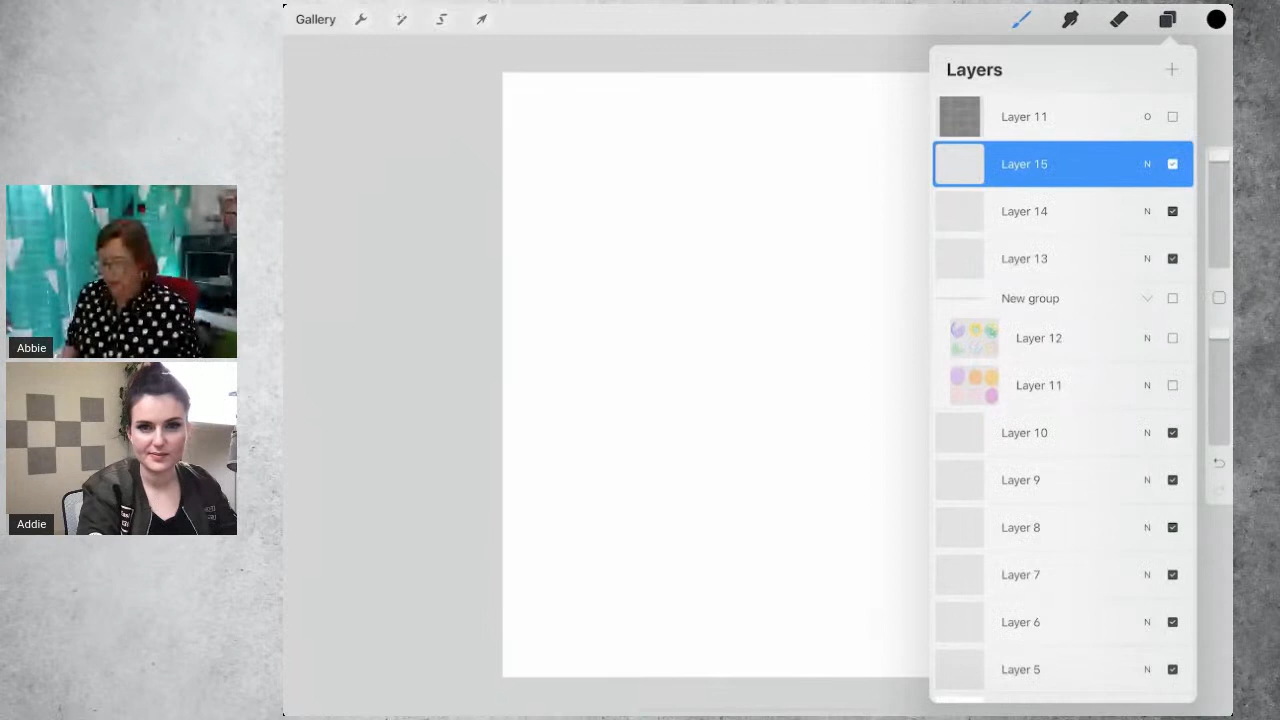 Gallery
Layers
Layer 11 O
Layer 15 N
Layer 14 N
Layer 13 N
New group
Layer 12 N
Layer 11 N
Layer 10 N
Layer 9 N
Layer 8 N
Layer 7 N
Layer 6 N
Layer 5 N
Abbie
Addie